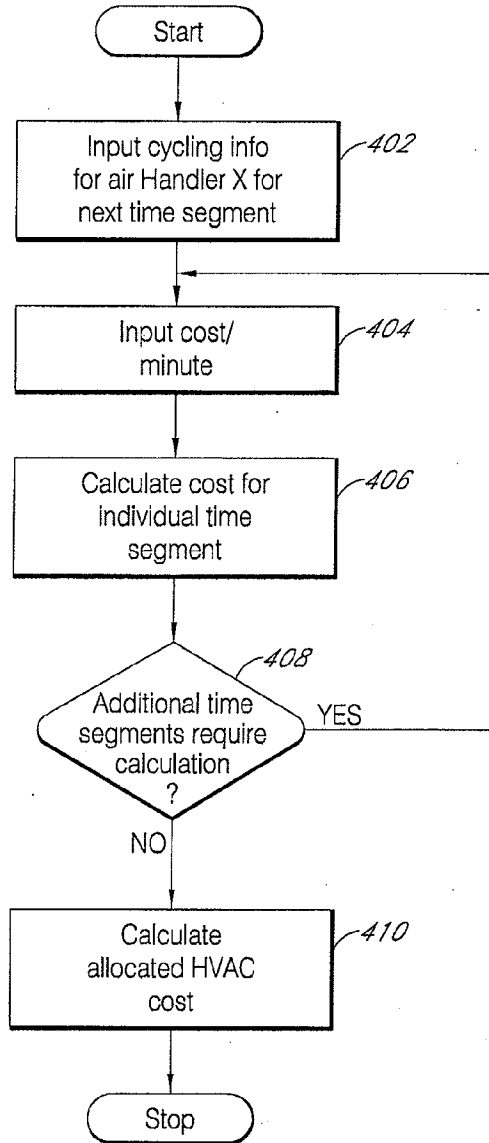 Start
Input cycling info
for air Handler X for
next time segment
402
Input cost/
minute
404
Calculate cost for
individual time
segment
406
408
Additional time
segments require
calculation
?
YES
NO
Calculate
allocated HVAC
cost
410
Stop